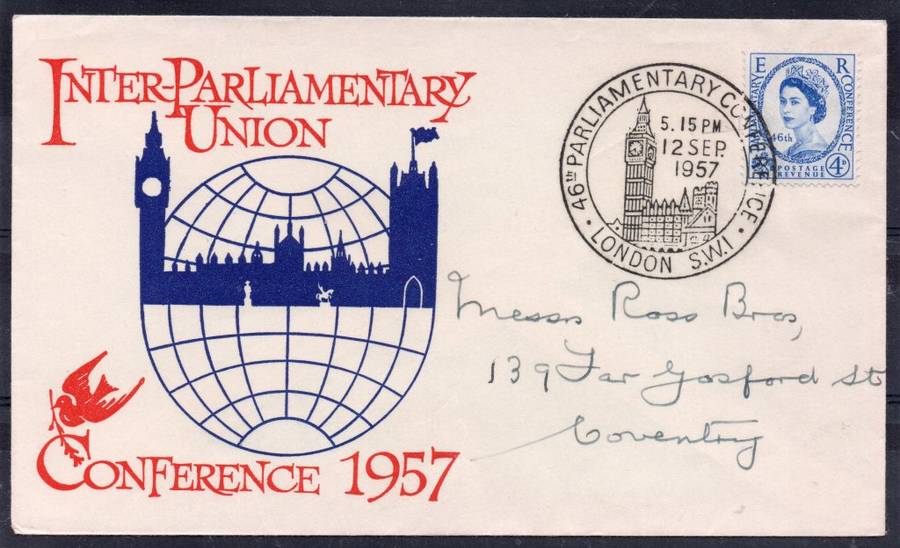 INTER-PARLIAMENTARY
UNION
CONFERENCE 1957
46TH PARLIAMENTARY CONFERENCE
5.15 PM
12 SEP.
1957
LONDON S.W.1
E R
46th
PARLIAMENTARY
CONFERENCE
POSTAGE
REVENUE
4D
Messrs Ross Bros,
139 Far Gosford St
Coventry